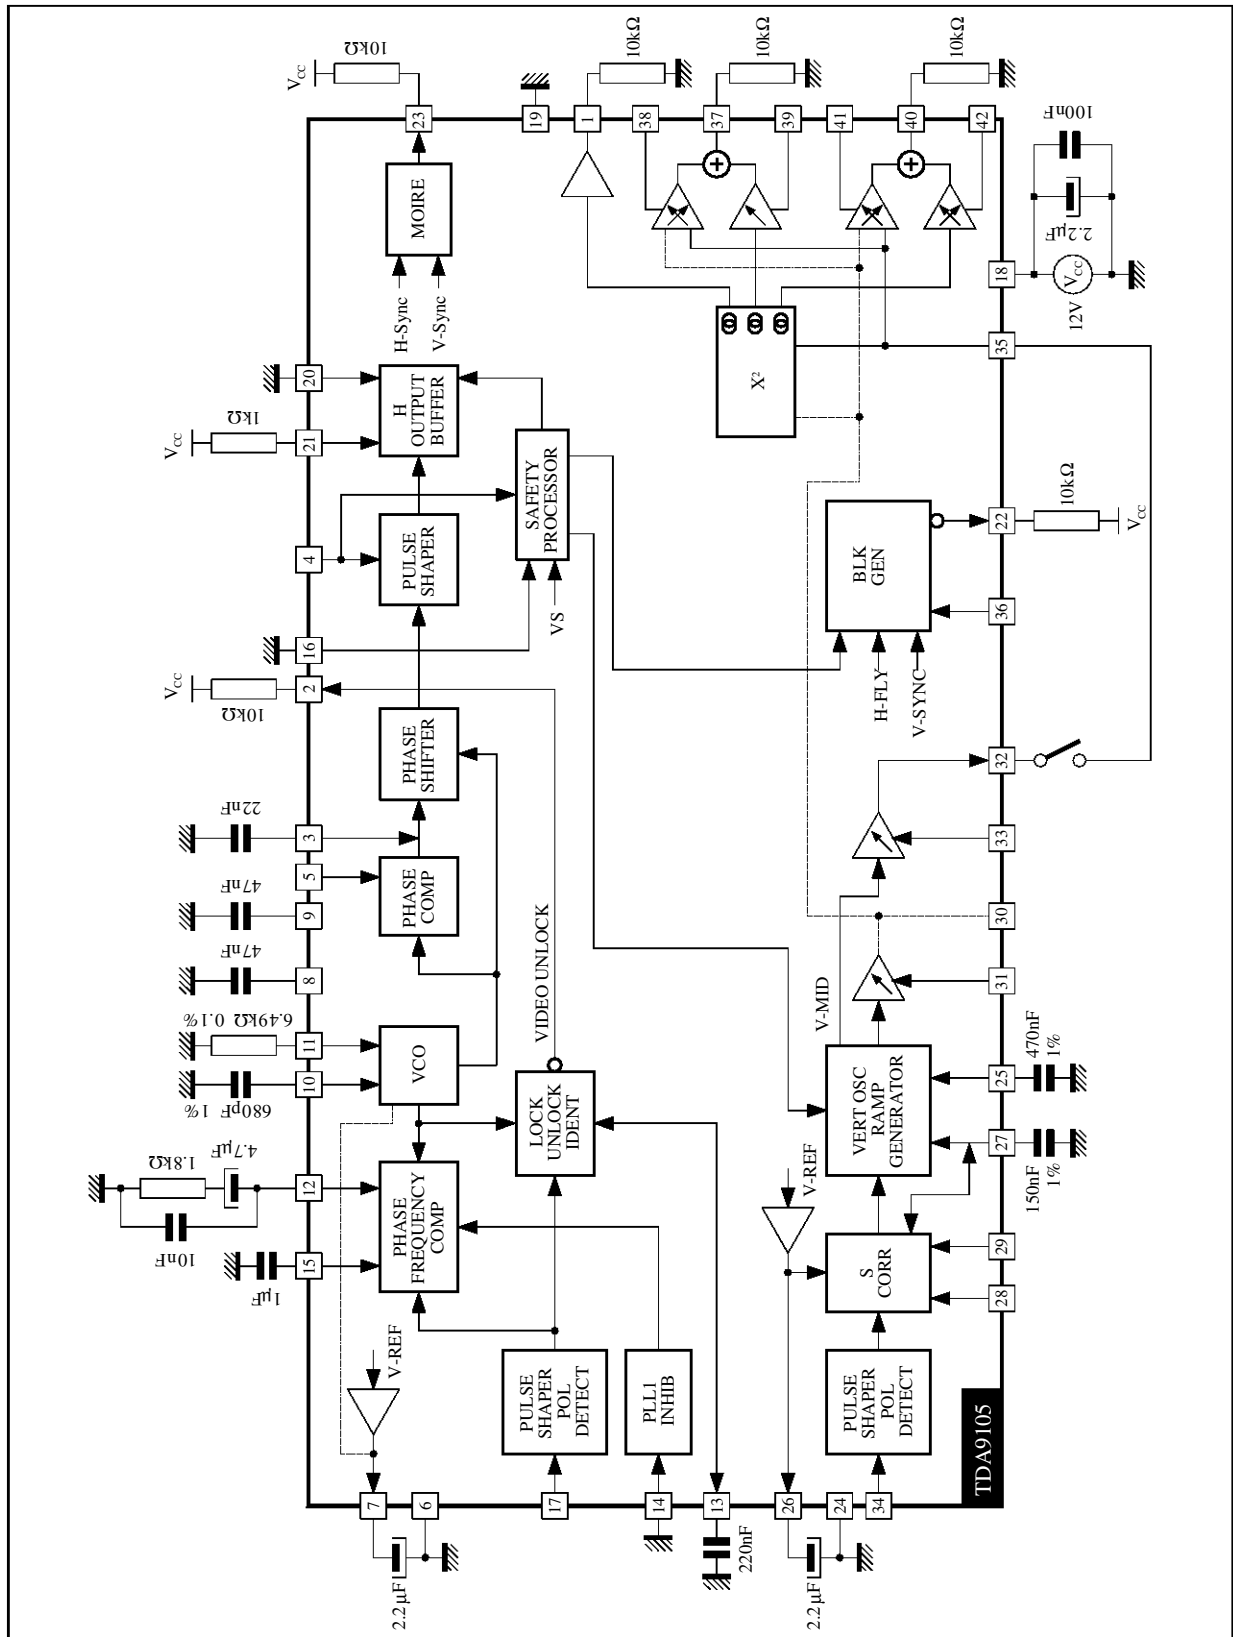 V_CC
10kΩ
23
MOIRE
H-Sync
V-Sync
19
1
10kΩ
38
37
10kΩ
39
41
40
10kΩ
42
100nF
2.2µF
V_CC
12V
18
20
H
OUTPUT
BUFFER
V_CC
1kΩ
21
SAFETY
PROCESSOR
VS
X²
35
4
PULSE
SHAPER
16
BLK
GEN
H-FLY
V-SYNC
22
10kΩ
V_CC
36
V_CC
10kΩ
2
PHASE
SHIFTER
32
22nF
3
33
5
PHASE
COMP
47nF
9
30
47nF
8
VIDEO UNLOCK
V-MID
31
6.49kΩ 0.1%
11
VCO
680pF 1%
10
LOCK
UNLOCK
IDENT
VERT OSC
RAMP
GENERATOR
25
470nF
1%
27
150nF
1%
1.8kΩ
4.7µF
12
10nF
PHASE
FREQUENCY
COMP
1µF
15
V-REF
S
CORR
29
28
V-REF
PULSE
SHAPER
POL
DETECT
PLL1
INHIB
PULSE
SHAPER
POL
DETECT
TDA9105
7
6
17
14
13
26
24
34
2.2µF
220nF
2.2µF